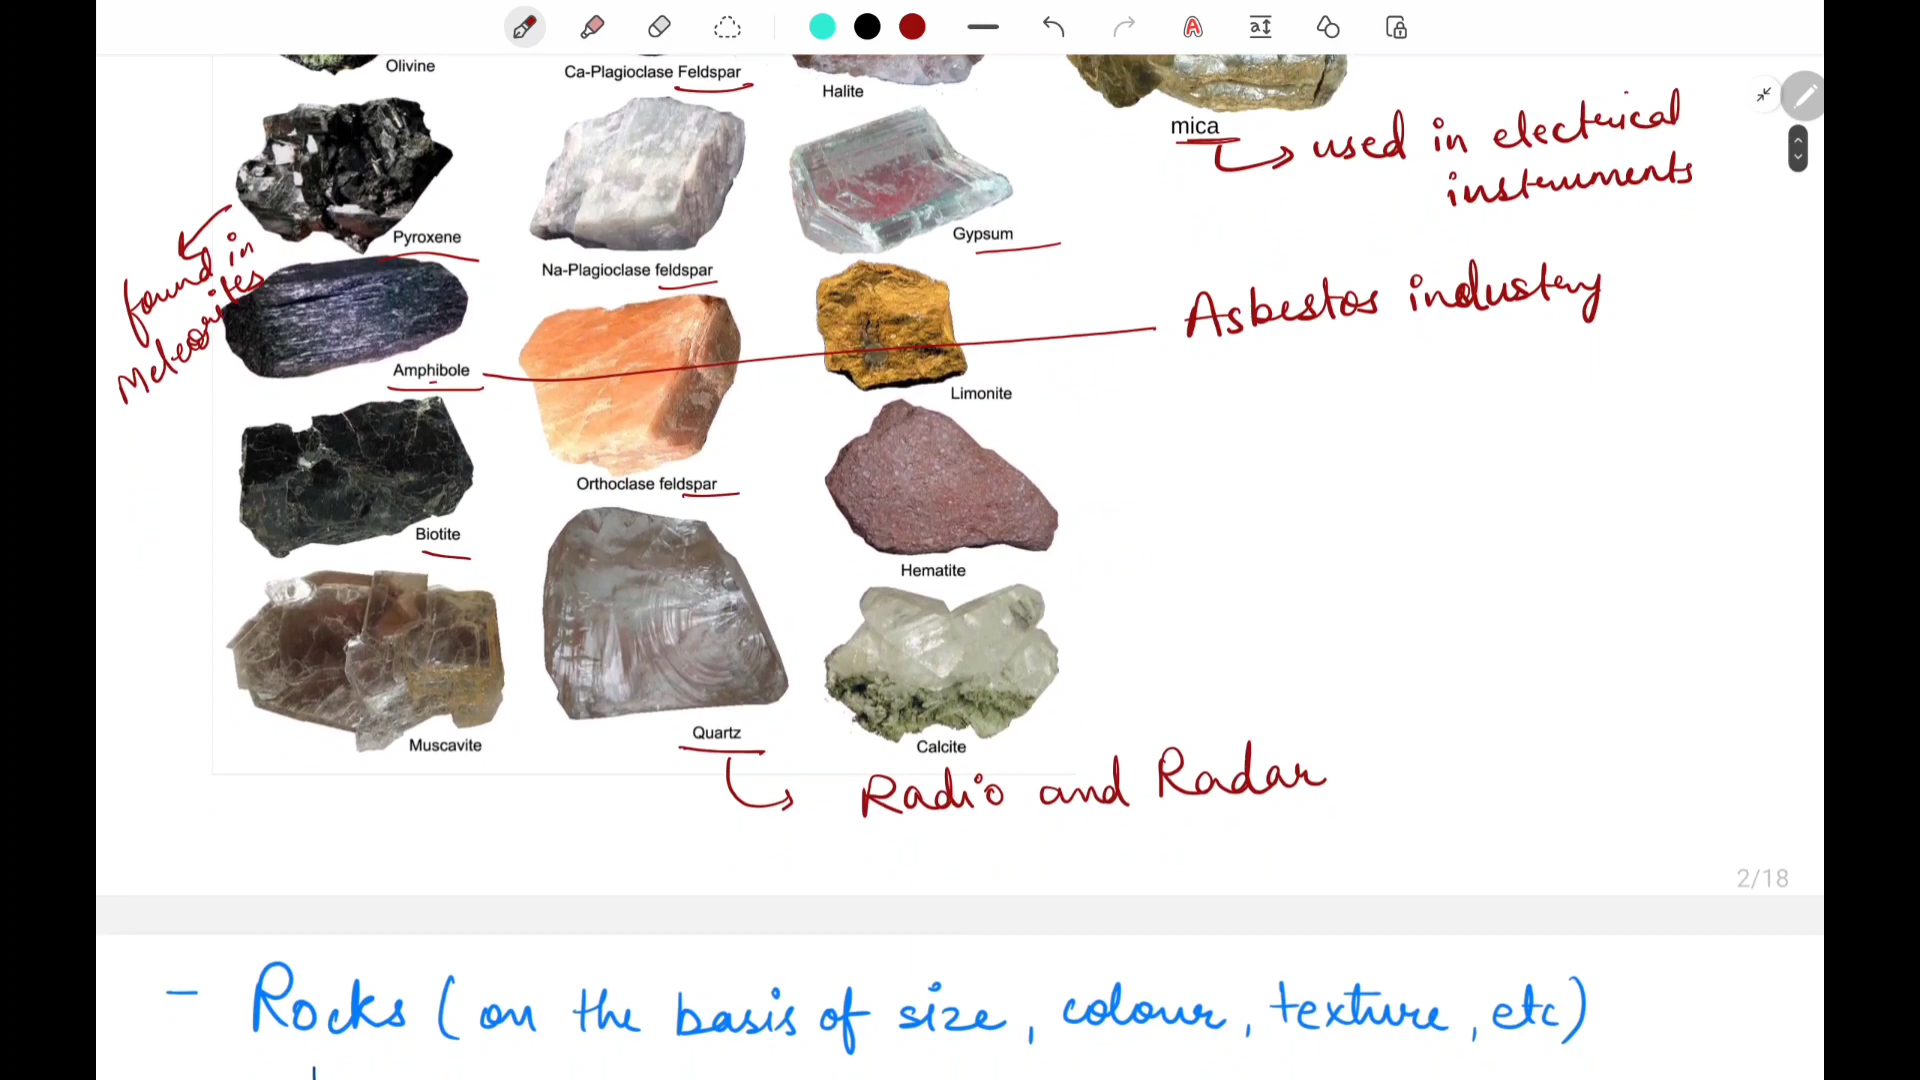 Olivine
Ca-Plagioclase Feldspar
Halite
mica
used in electrical
instruments
Pyroxene
found in
Meteorites
Na-Plagioclase feldspar
Gypsum
Asbestos industry
Amphibole
Limonite
Orthoclase feldspar
Biotite
Hematite
Muscavite
Quartz
Calcite
Radio and Radar
2/18
- Rocks (on the basis of size, colour, texture, etc)